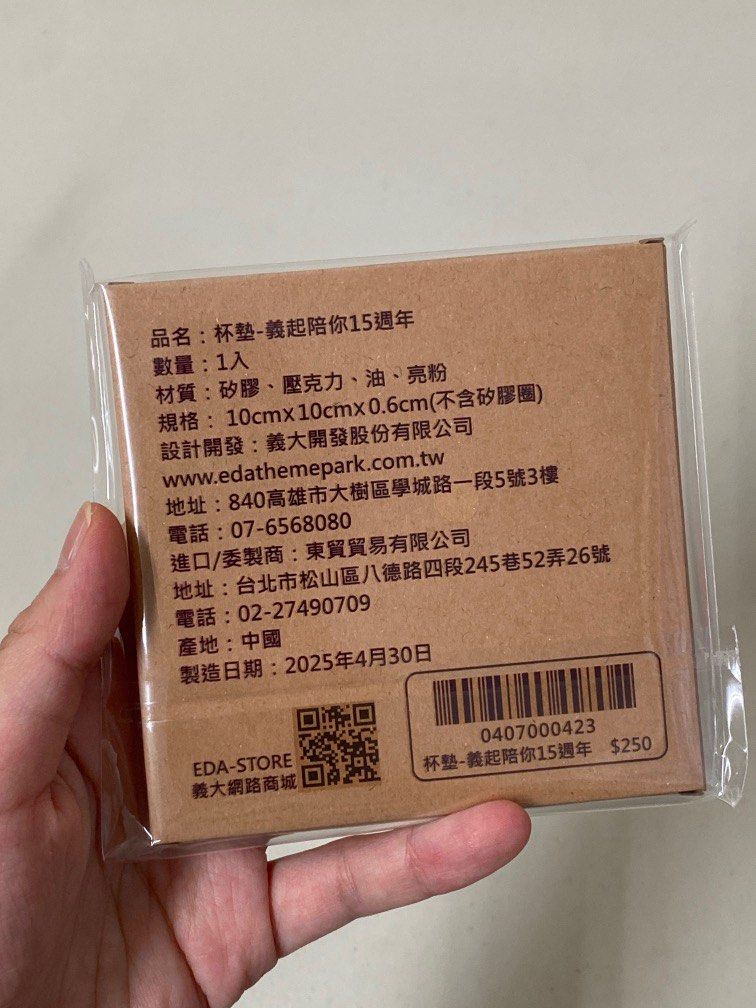 品名：杯墊-義起陪你15週年
數量：1入
材質：矽膠、壓克力、油、亮粉
規格： 10cmx10cmx0.6cm(不含矽膠圈)
設計開發：義大開發股份有限公司
www.edathemepark.com.tw
地址：840高雄市大樹區學城路一段5號3樓
電話：07-6568080
進口/委製商：東貿貿易有限公司
地址：台北市松山區八德路四段245巷52弄26號
電話：02-27490709
產地：中國
製造日期：2025年4月30日
EDA-STORE
義大網路商城
0407000423
杯墊-義起陪你15週年 $250